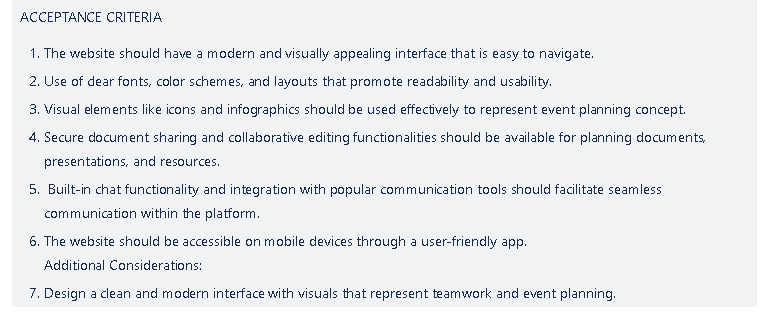 ACCEPTANCE CRITERIA
1. The website should have a modern and visually appealing interface that is easy to navigate.
2. Use of clear fonts, color schemes, and layouts that promote readability and usability.
3. Visual elements like icons and infographics should be used effectively to represent event planning concept.
4. Secure document sharing and collaborative editing functionalities should be available for planning documents,
presentations, and resources.
5. Built-in chat functionality and integration with popular communication tools should facilitate seamless
communication within the platform.
6. The website should be accessible on mobile devices through a user-friendly app.
Additional Considerations:
7. Design a clean and modern interface with visuals that represent teamwork and event planning.